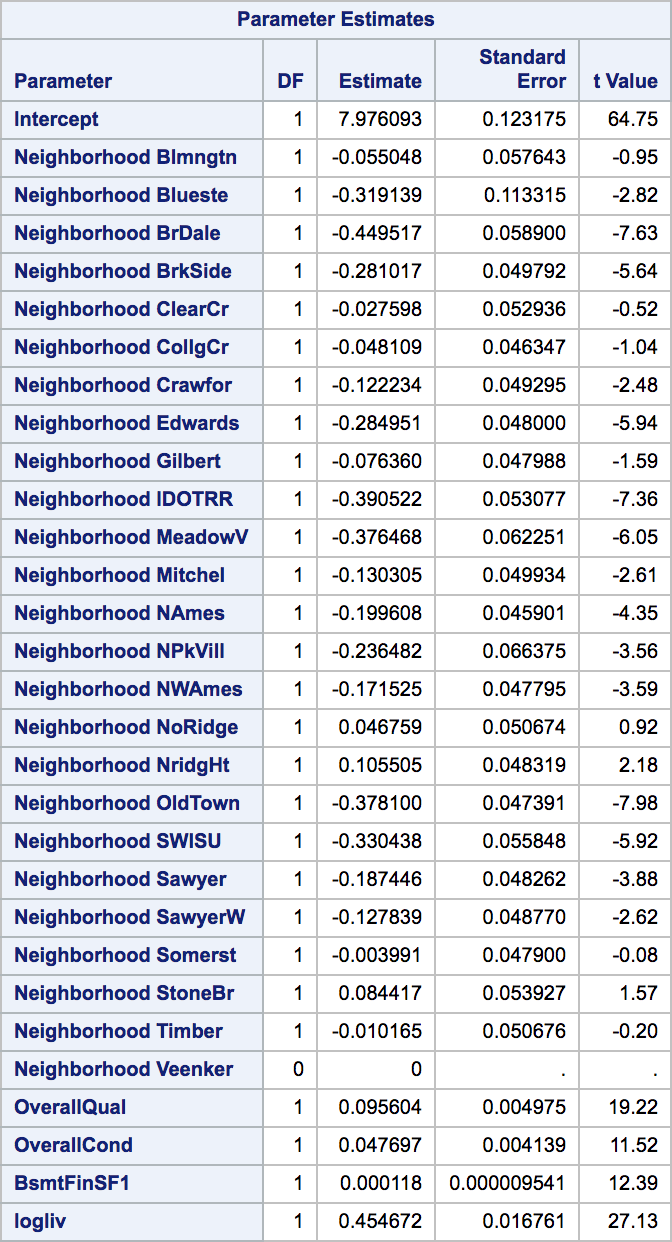 Parameter Estimates
Parameter DF Estimate Standard Error t Value
Intercept 1 7.976093 0.123175 64.75
Neighborhood Blmngtn 1 -0.055048 0.057643 -0.95
Neighborhood Blueste 1 -0.319139 0.113315 -2.82
Neighborhood BrDale 1 -0.449517 0.058900 -7.63
Neighborhood BrkSide 1 -0.281017 0.049792 -5.64
Neighborhood ClearCr 1 -0.027598 0.052936 -0.52
Neighborhood CollgCr 1 -0.048109 0.046347 -1.04
Neighborhood Crawfor 1 -0.122234 0.049295 -2.48
Neighborhood Edwards 1 -0.284951 0.048000 -5.94
Neighborhood Gilbert 1 -0.076360 0.047988 -1.59
Neighborhood IDOTRR 1 -0.390522 0.053077 -7.36
Neighborhood MeadowV 1 -0.376468 0.062251 -6.05
Neighborhood Mitchel 1 -0.130305 0.049934 -2.61
Neighborhood NAmes 1 -0.199608 0.045901 -4.35
Neighborhood NPkVill 1 -0.236482 0.066375 -3.56
Neighborhood NWAmes 1 -0.171525 0.047795 -3.59
Neighborhood NoRidge 1 0.046759 0.050674 0.92
Neighborhood NridgHt 1 0.105505 0.048319 2.18
Neighborhood OldTown 1 -0.378100 0.047391 -7.98
Neighborhood SWISU 1 -0.330438 0.055848 -5.92
Neighborhood Sawyer 1 -0.187446 0.048262 -3.88
Neighborhood SawyerW 1 -0.127839 0.048770 -2.62
Neighborhood Somerst 1 -0.003991 0.047900 -0.08
Neighborhood StoneBr 1 0.084417 0.053927 1.57
Neighborhood Timber 1 -0.010165 0.050676 -0.20
Neighborhood Veenker 0 0 . .
OverallQual 1 0.095604 0.004975 19.22
OverallCond 1 0.047697 0.004139 11.52
BsmtFinSF1 1 0.000118 0.000009541 12.39
logliv 1 0.454672 0.016761 27.13